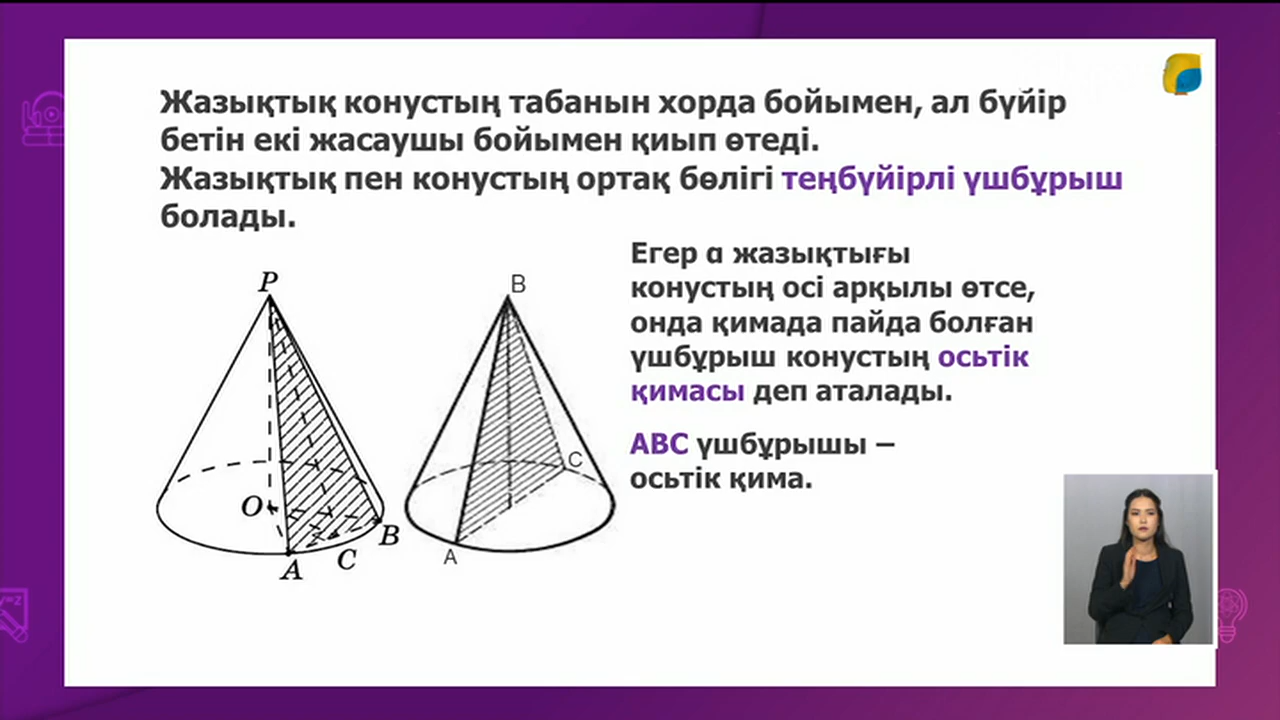 Жазықтық конустың табанын хорда бойымен, ал бүйір
бетін екі жасаушы бойымен қиып өтеді.
Жазықтық пен конустың ортақ бөлігі теңбүйірлі үшбұрыш
болады.
Егер α жазықтығы
конустың осі арқылы өтсе,
онда қимада пайда болған
үшбұрыш конустың осьтік
қимасы деп аталады.
ABC үшбұрышы –
осьтік қима.
P
O
A
C
B
B
C
A